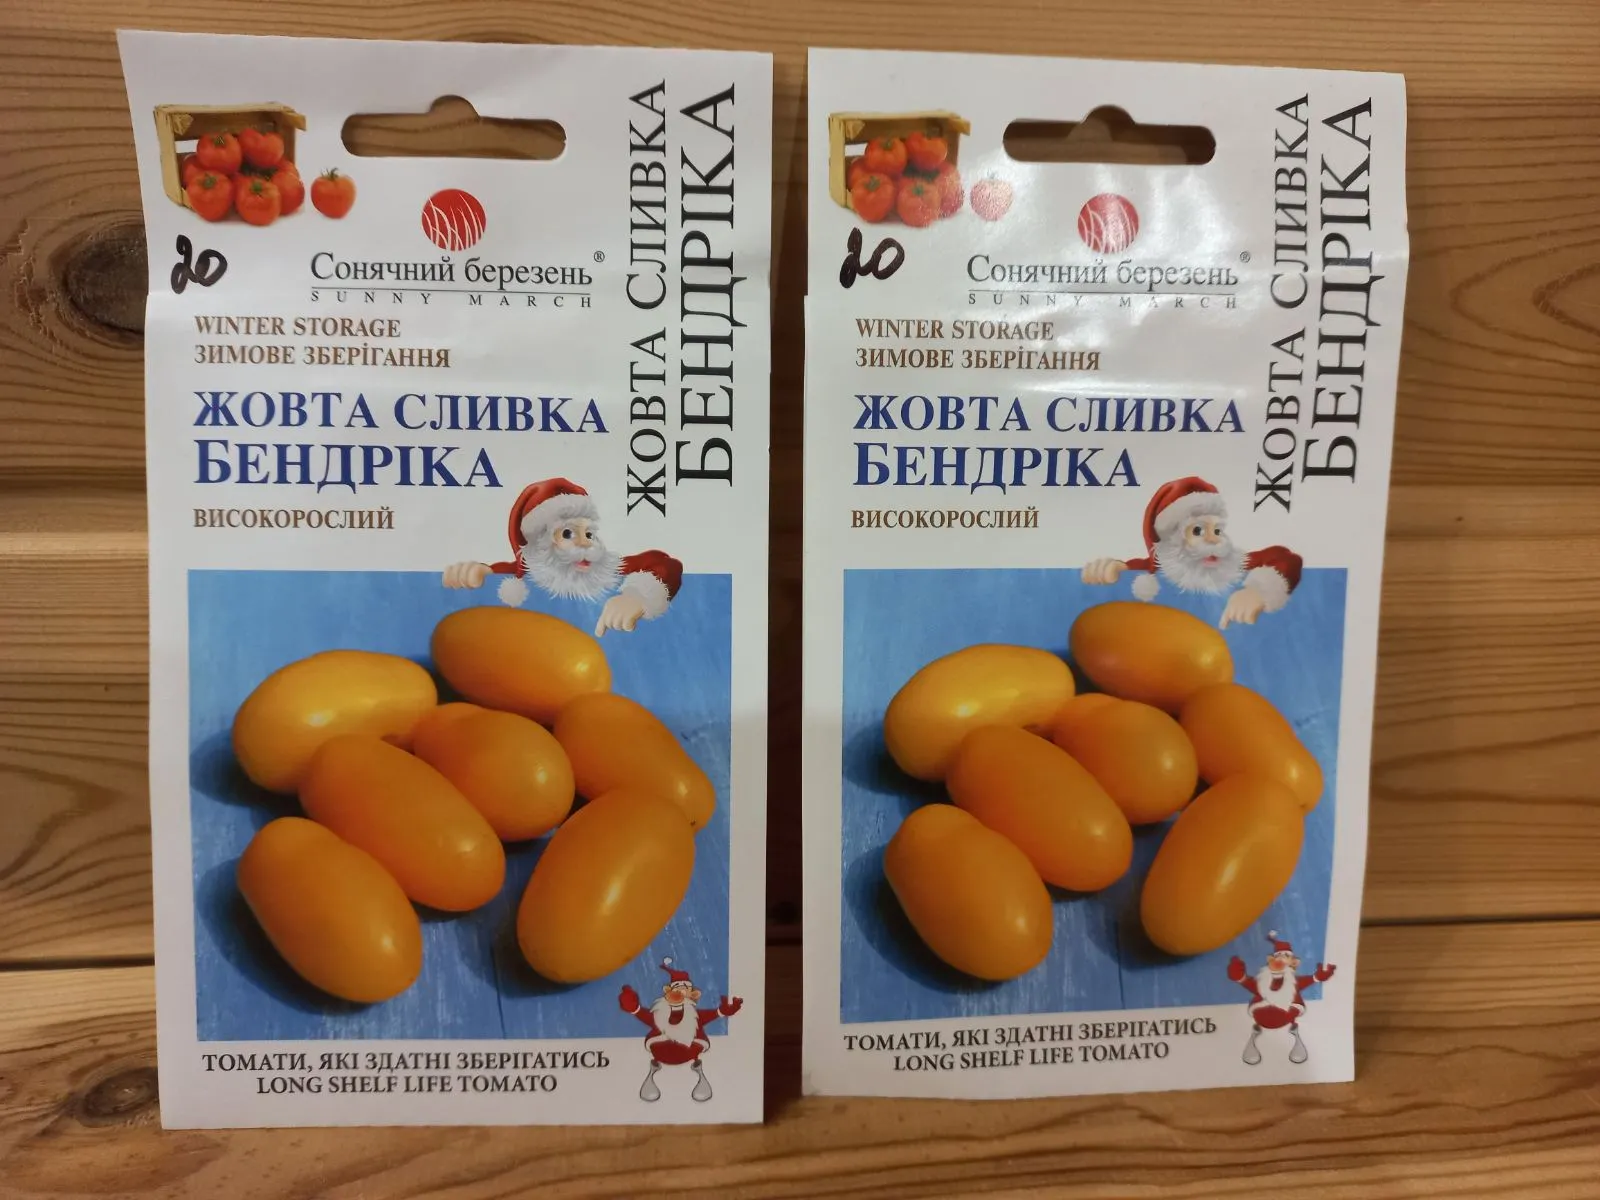 20
Сонячний березень®
SUNNY MARCH
WINTER STORAGE
ЗИМОВЕ ЗБЕРІГАННЯ
ЖОВТА СЛИВКА
БЕНДРІКА
ВИСОКОРОСЛИЙ
ЖОВТА СЛИВКА
БЕНДРІКА
ТОМАТИ, ЯКІ ЗДАТНІ ЗБЕРІГАТИСЬ
LONG SHELF LIFE TOMATO
20
Сонячний березень®
SUNNY MARCH
WINTER STORAGE
ЗИМОВЕ ЗБЕРІГАННЯ
ЖОВТА СЛИВКА
БЕНДРІКА
ВИСОКОРОСЛИЙ
ЖОВТА СЛИВКА
БЕНДРІКА
ТОМАТИ, ЯКІ ЗДАТНІ ЗБЕРІГАТИСЬ
LONG SHELF LIFE TOMATO